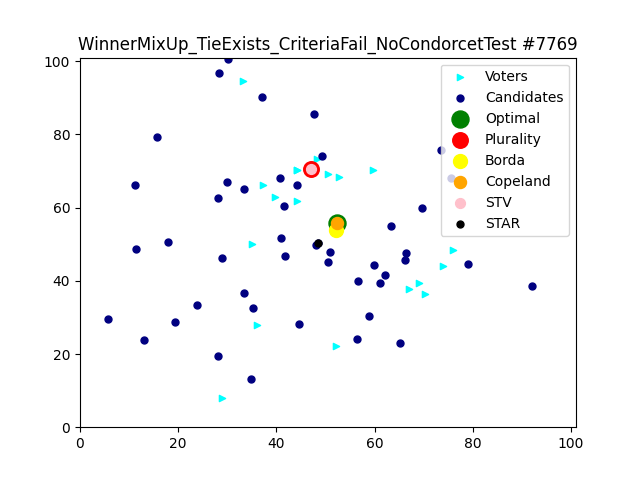 WinnerMixUp_TieExists_CriteriaFail_NoCondorcetTest #7769
100
80
60
40
20
0
0 20 40 60 80 100
Voters
Candidates
Optimal
Plurality
Borda
Copeland
STV
STAR